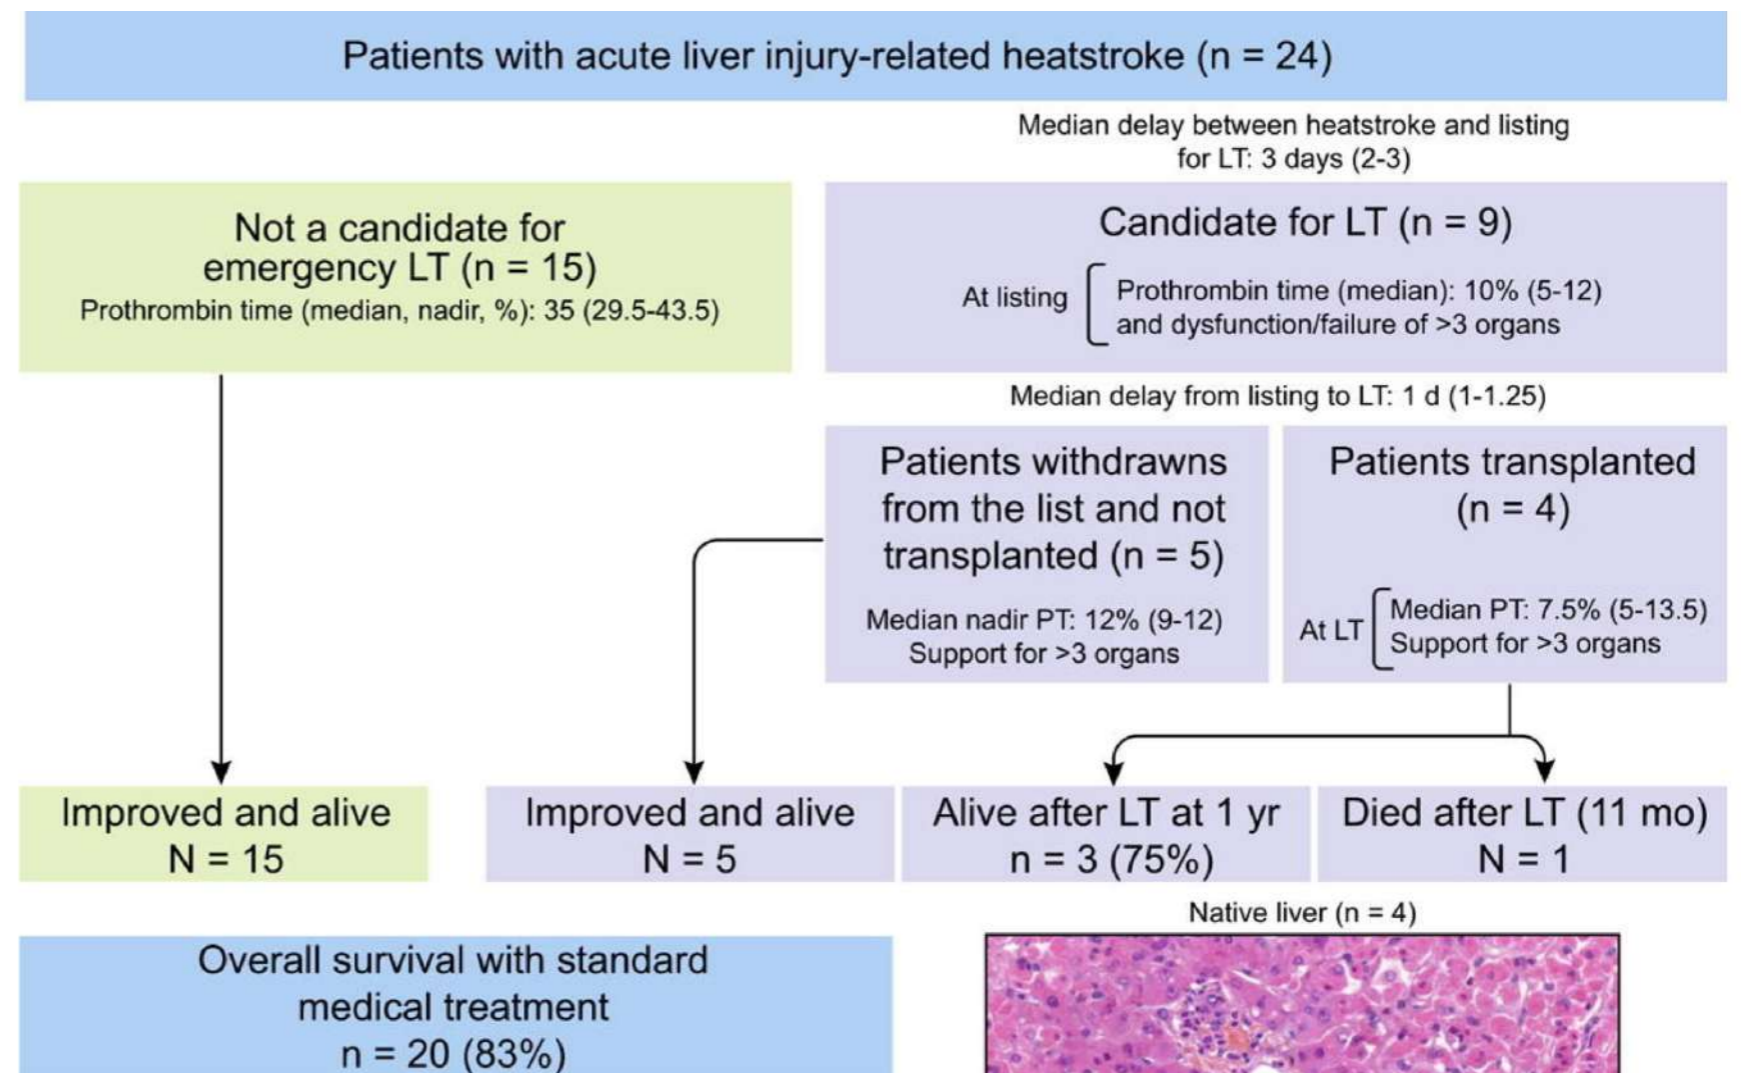 Patients with acute liver injury-related heatstroke (n = 24)
Median delay between heatstroke and listing
for LT: 3 days (2-3)
Not a candidate for
emergency LT (n = 15)
Prothrombin time (median, nadir, %): 35 (29.5-43.5)
Candidate for LT (n = 9)
At listing
Prothrombin time (median): 10% (5-12)
and dysfunction/failure of >3 organs
Median delay from listing to LT: 1 d (1-1.25)
Patients withdrawns
from the list and not
transplanted (n = 5)
Median nadir PT: 12% (9-12)
Support for >3 organs
Patients transplanted
(n = 4)
At LT
Median PT: 7.5% (5-13.5)
Support for >3 organs
Improved and alive
N = 15
Improved and alive
N = 5
Alive after LT at 1 yr
n = 3 (75%)
Died after LT (11 mo)
N = 1
Native liver (n = 4)
Overall survival with standard
medical treatment
n = 20 (83%)